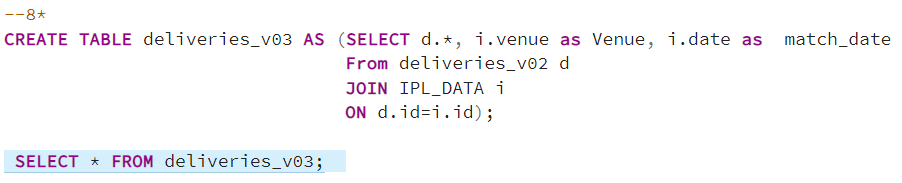 --8*
CREATE TABLE deliveries_v03 AS (SELECT d.*, i.venue as Venue, i.date as  match_date
From deliveries_v02 d
JOIN IPL_DATA i
ON d.id=i.id);
SELECT * FROM deliveries_v03;